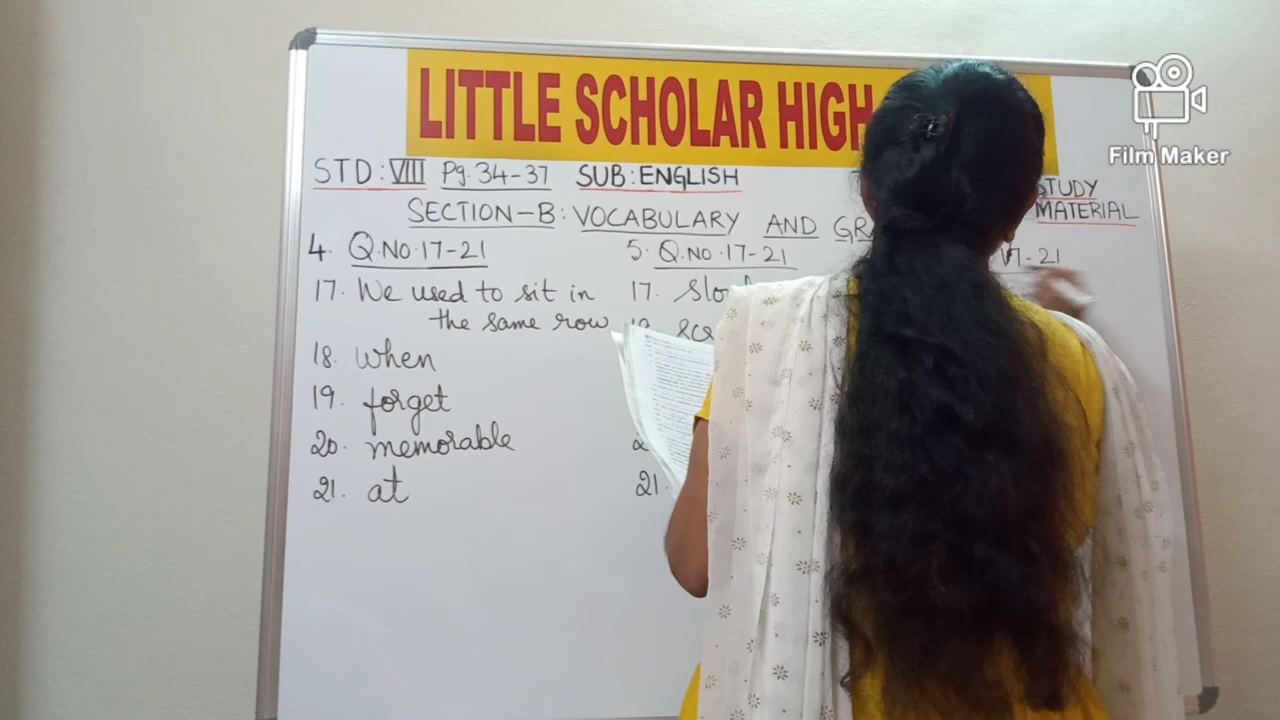 LITTLE SCHOLAR HIGH
Film Maker
STD: VIII Pg. 34-37 SUB: ENGLISH
STUDY
MATERIAL
SECTION-B: VOCABULARY AND
4. Q.NO.17-21
17. We used to sit in
the same row
18. when
19. forget
20. memorable
21. at
5. Q.NO.17-21
17.
21.
17-21